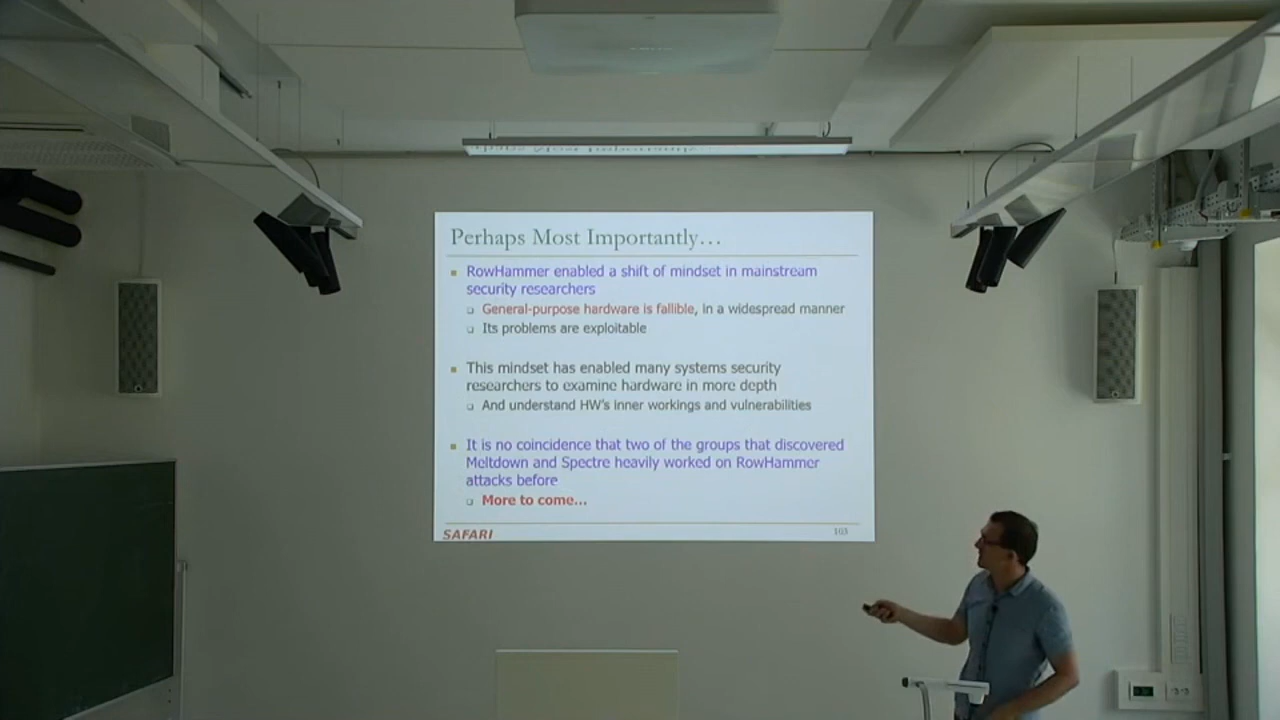 Perhaps Most Importantly…
RowHammer enabled a shift of mindset in mainstream
security researchers
General-purpose hardware is fallible, in a widespread manner
Its problems are exploitable
This mindset has enabled many systems security
researchers to examine hardware in more depth
And understand HW's inner workings and vulnerabilities
It is no coincidence that two of the groups that discovered
Meltdown and Spectre heavily worked on RowHammer
attacks before
More to come…
SAFARI
103